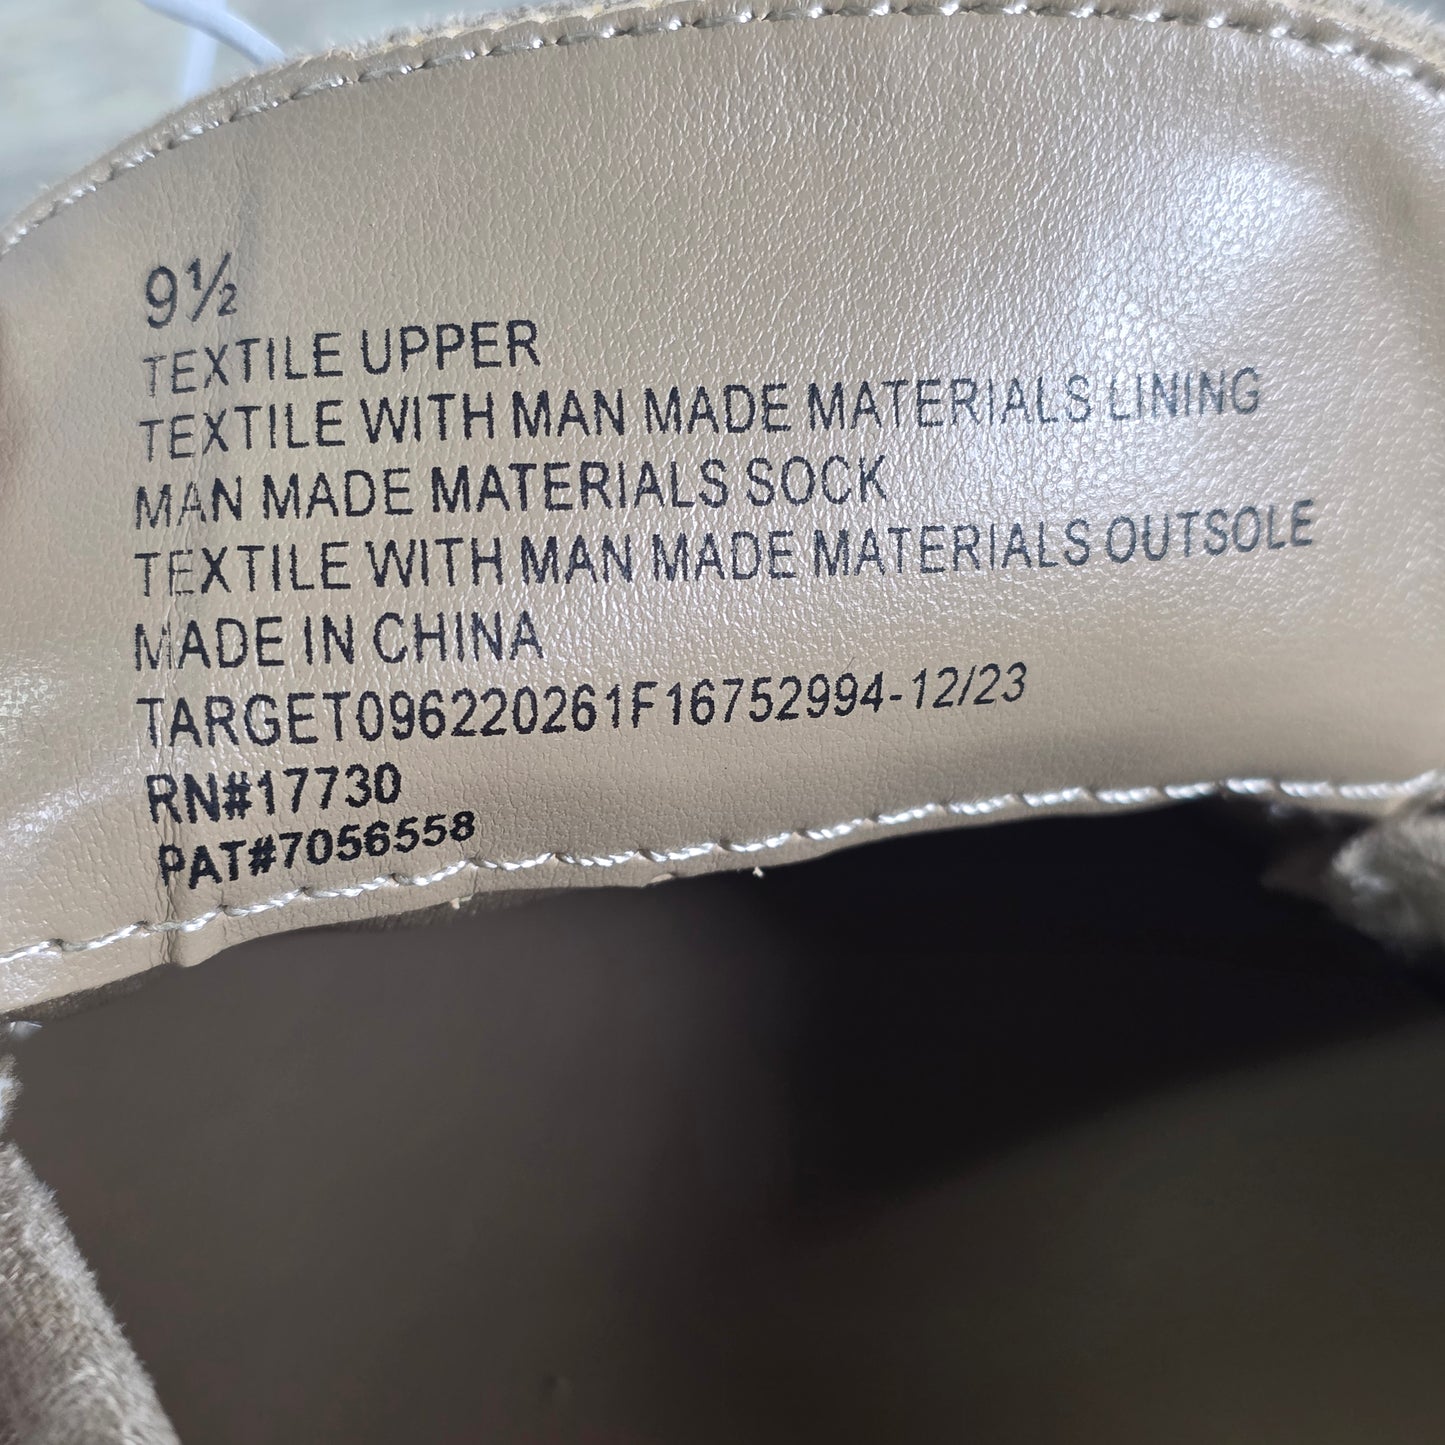 9½
TEXTILE UPPER
TEXTILE WITH MAN MADE MATERIALS LINING
MAN MADE MATERIALS SOCK
TEXTILE WITH MAN MADE MATERIALS OUTSOLE
MADE IN CHINA
TARGET096220261F16752994-12/23
RN#17730
PAT#7056558